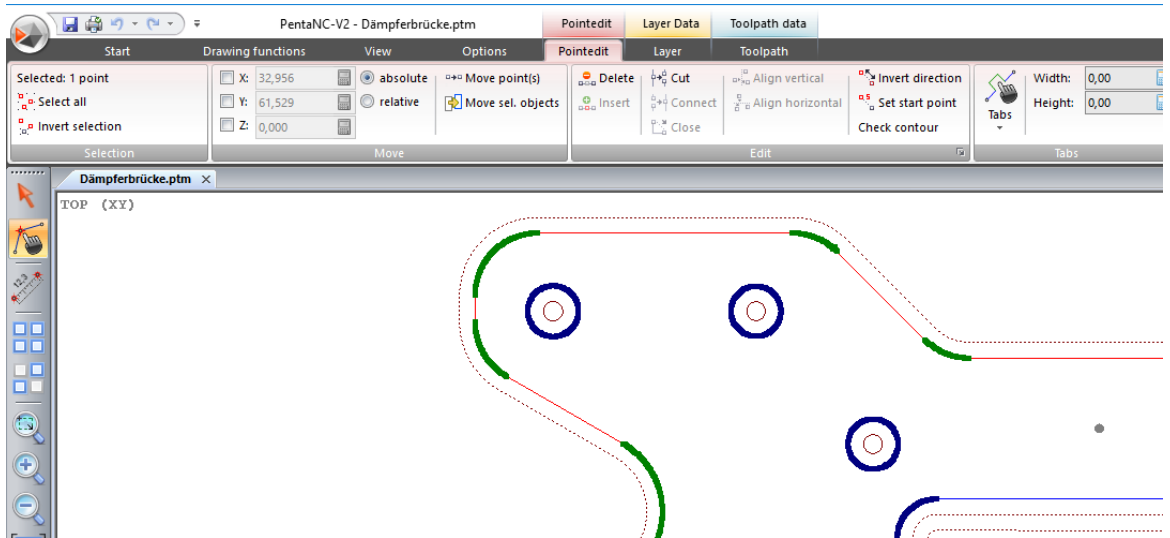 PentaNC-V2 - Dämpferbrücke.ptm
Pointedit
Layer Data
Toolpath data
Start
Drawing functions
View
Options
Pointedit
Layer
Toolpath
Selected: 1 point
Select all
Invert selection
Selection
X: 32,956
Y: 61,529
Z: 0,000
absolute
relative
Move point(s)
Move sel. objects
Move
Delete
Insert
Cut
Connect
Close
Align vertical
Align horizontal
Invert direction
Set start point
Check contour
Edit
Tabs
Width: 0,00
Height: 0,00
Tabs
Dämpferbrücke.ptm
TOP (XY)
12.3